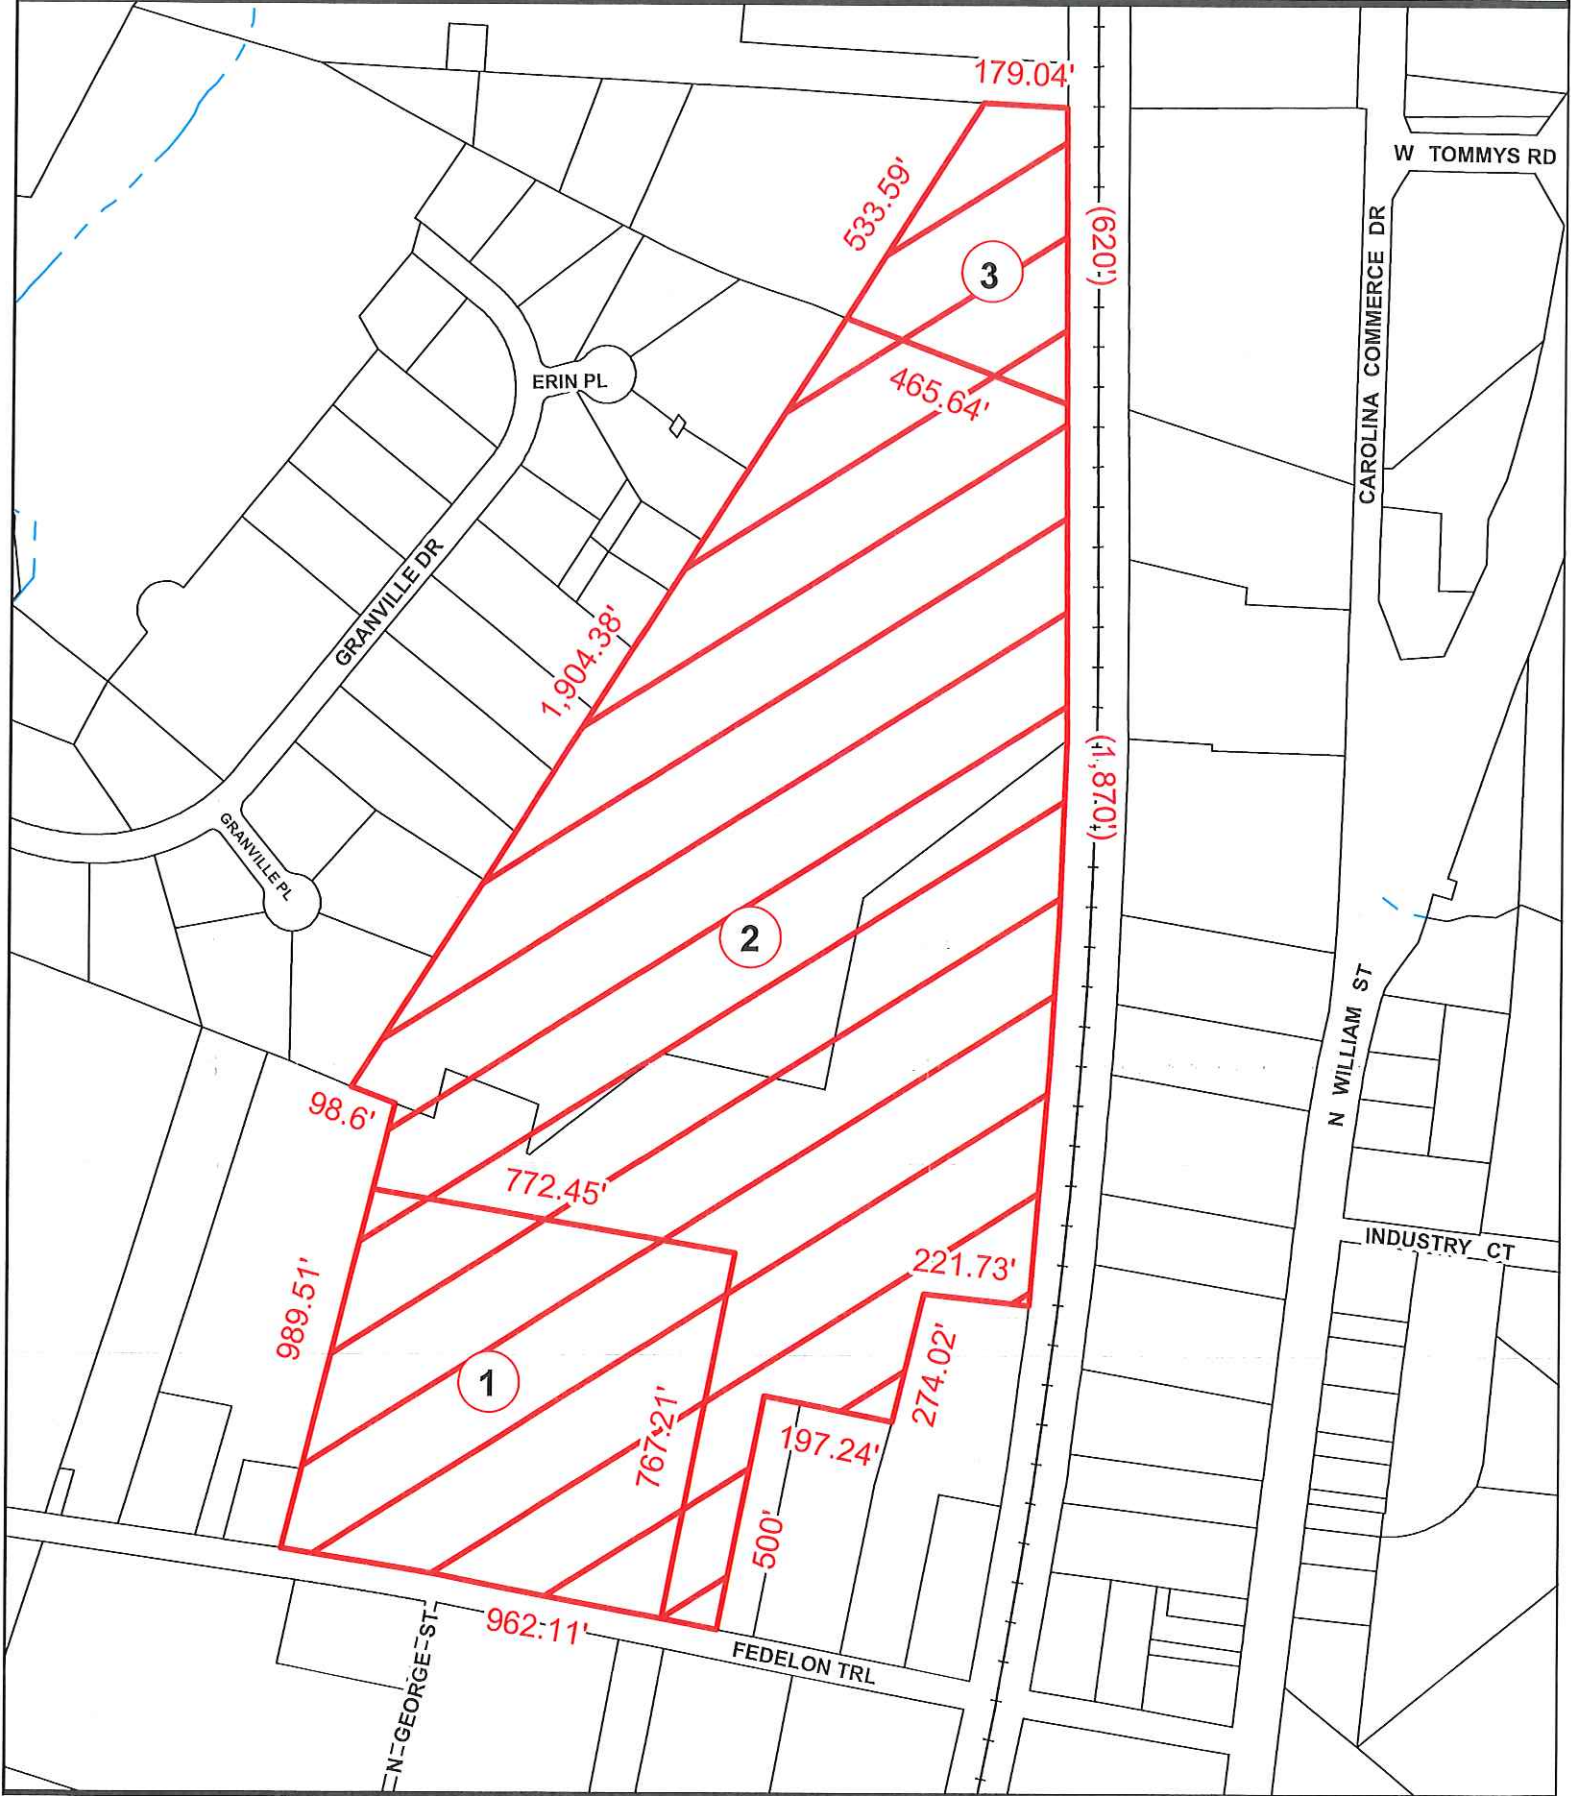 179.04'
W TOMMYS RD
533.59'
(620')
CAROLINA COMMERCE DR
3
ERIN PL
465.64'
GRANVILLE DR
1,904.38'
(1,870')
GRANVILLE PL
2
N WILLIAM ST
98.6'
772.45'
INDUSTRY CT
221.73'
989.51'
274.02'
1
767.21'
197.24'
500'
962.11'
N GEORGE ST
FEDELON TRL